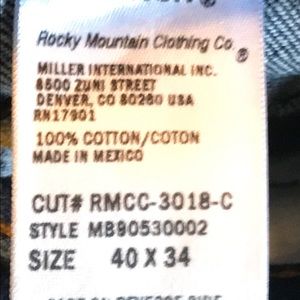 Rocky Mountain Clothing Co.®
MILLER INTERNATIONAL INC.
8500 ZUNI STREET
DENVER, CO 80260 USA
RN17901
100% COTTON/COTON
MADE IN MEXICO
CUT# RMCC-3018-C
STYLE MB90530002
SIZE 40 X 34